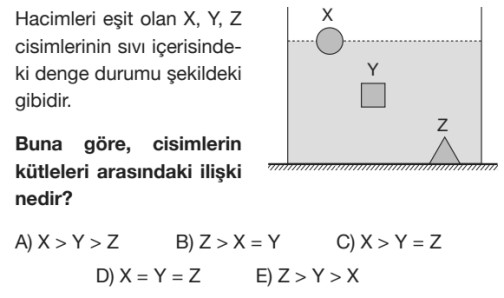 Hacimleri eşit olan X, Y, Z
cisimlerinin sıvı içerisinde-
ki denge durumu şekildeki
gibidir.
Buna göre, cisimlerin
kütleleri arasındaki ilişki
nedir?
X
Y
Z
A) X > Y > Z B) Z > X = Y C) X > Y = Z
D) X = Y = Z E) Z > Y > X